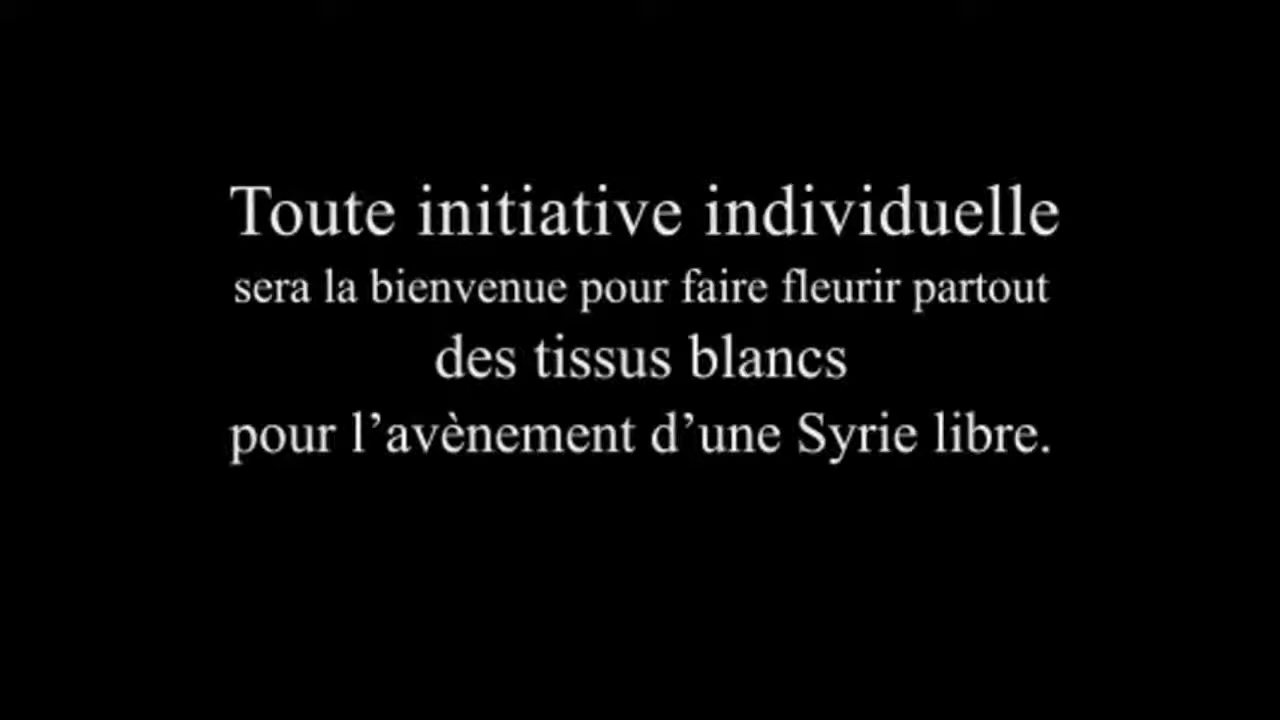 Toute initiative individuelle
sera la bienvenue pour faire fleurir partout
des tissus blancs
pour l’avènement d’une Syrie libre.